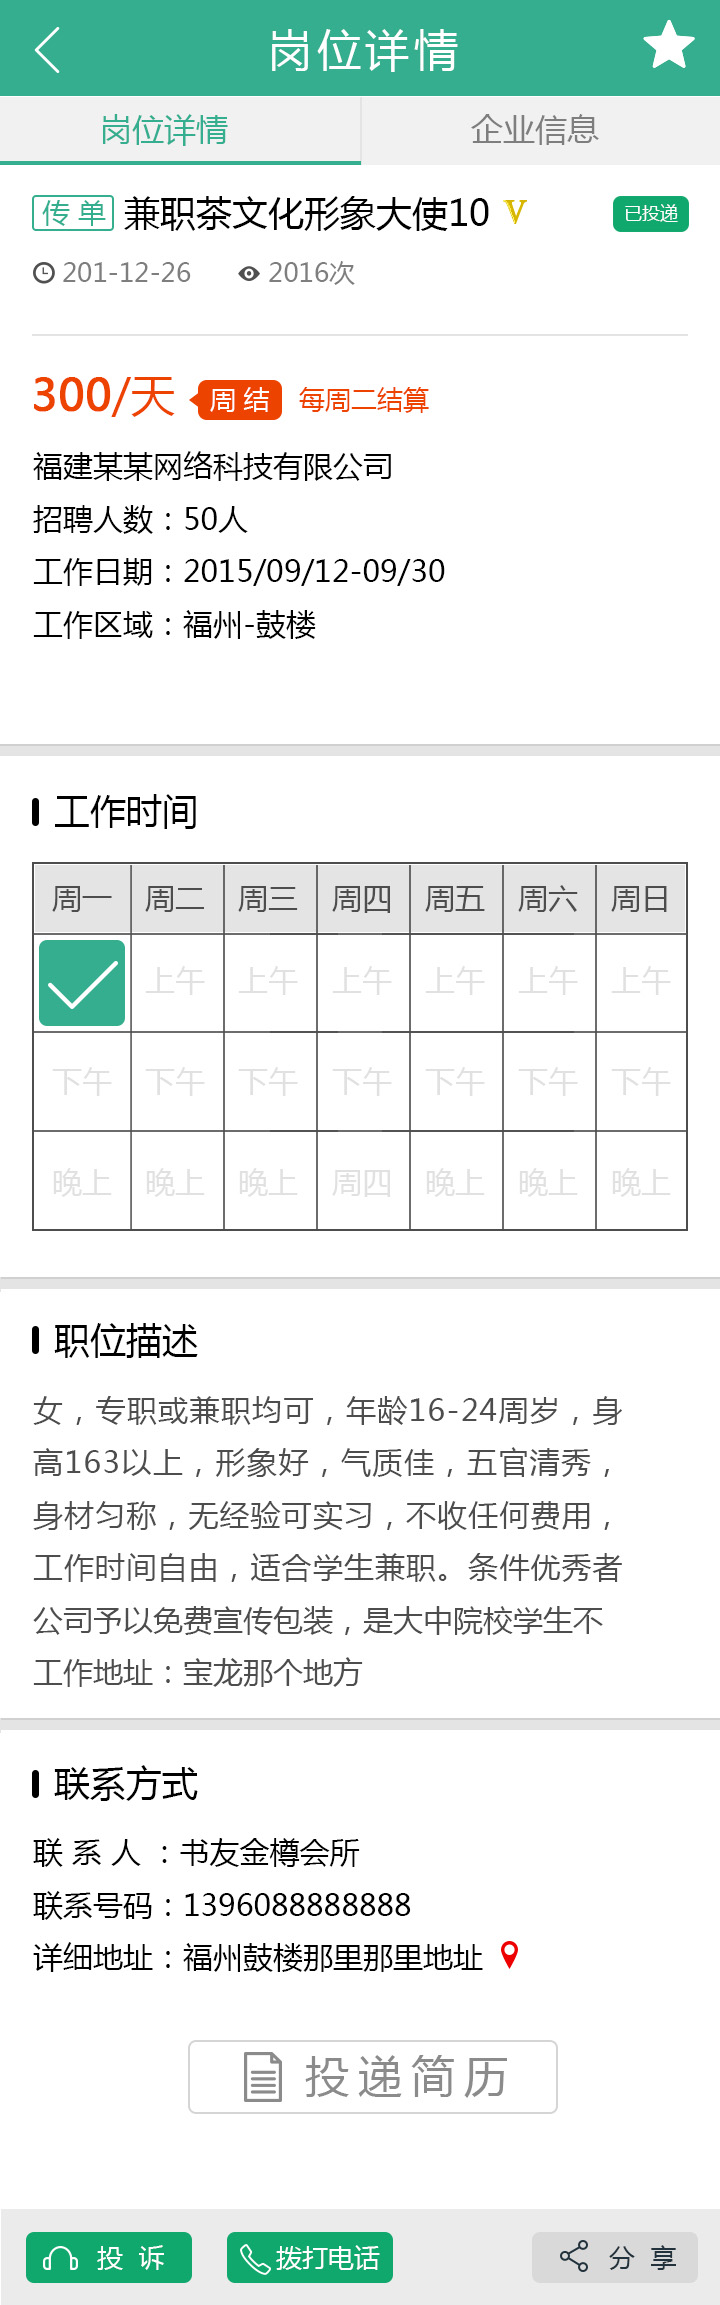 岗位详情
岗位详情 企业信息
传 单 兼职茶文化形象大使10 V 已投递
201-12-26 2016次
300/天 周 结 每周二结算
福建某某网络科技有限公司
招聘人数：50人
工作日期：2015/09/12-09/30
工作区域：福州-鼓楼
工作时间
周一 周二 周三 周四 周五 周六 周日
上午 上午 上午 上午 上午 上午
下午 下午 下午 下午 下午 下午 下午
晚上 晚上 晚上 周四 晚上 晚上 晚上
职位描述
女，专职或兼职均可，年龄16-24周岁，身
高163以上，形象好，气质佳，五官清秀，
身材匀称，无经验可实习，不收任何费用，
工作时间自由，适合学生兼职。条件优秀者
公司予以免费宣传包装，是大中院校学生不
工作地址：宝龙那个地方
联系方式
联 系 人 ：书友金樽会所
联系号码：1396088888888
详细地址：福州鼓楼那里那里地址
投递简历
投 诉 拨打电话 分 享